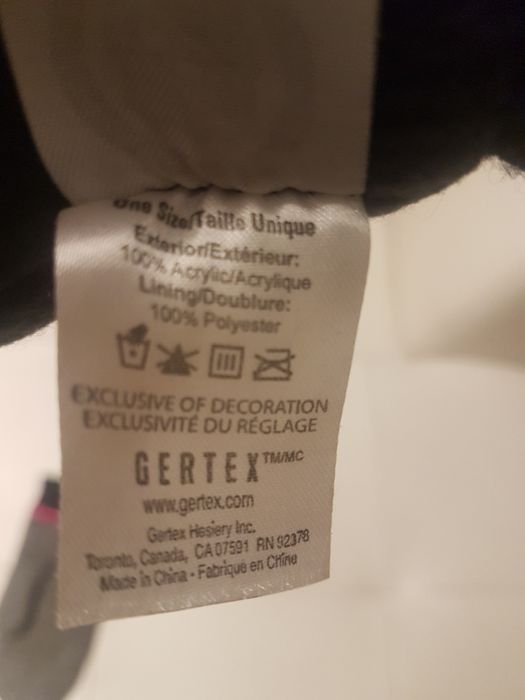 One Size/Taille Unique
Exterior/Extérieur:
100% Acrylic/Acrylique
Lining/Doublure:
100% Polyester
EXCLUSIVE OF DECORATION
EXCLUSIVITÉ DU RÉGLAGE
GERTEX™/MC
www.gertex.com
Gertex Hosiery Inc.
Toronto, Canada, CA 07591 RN 92378
Made in China • Fabriqué en Chine